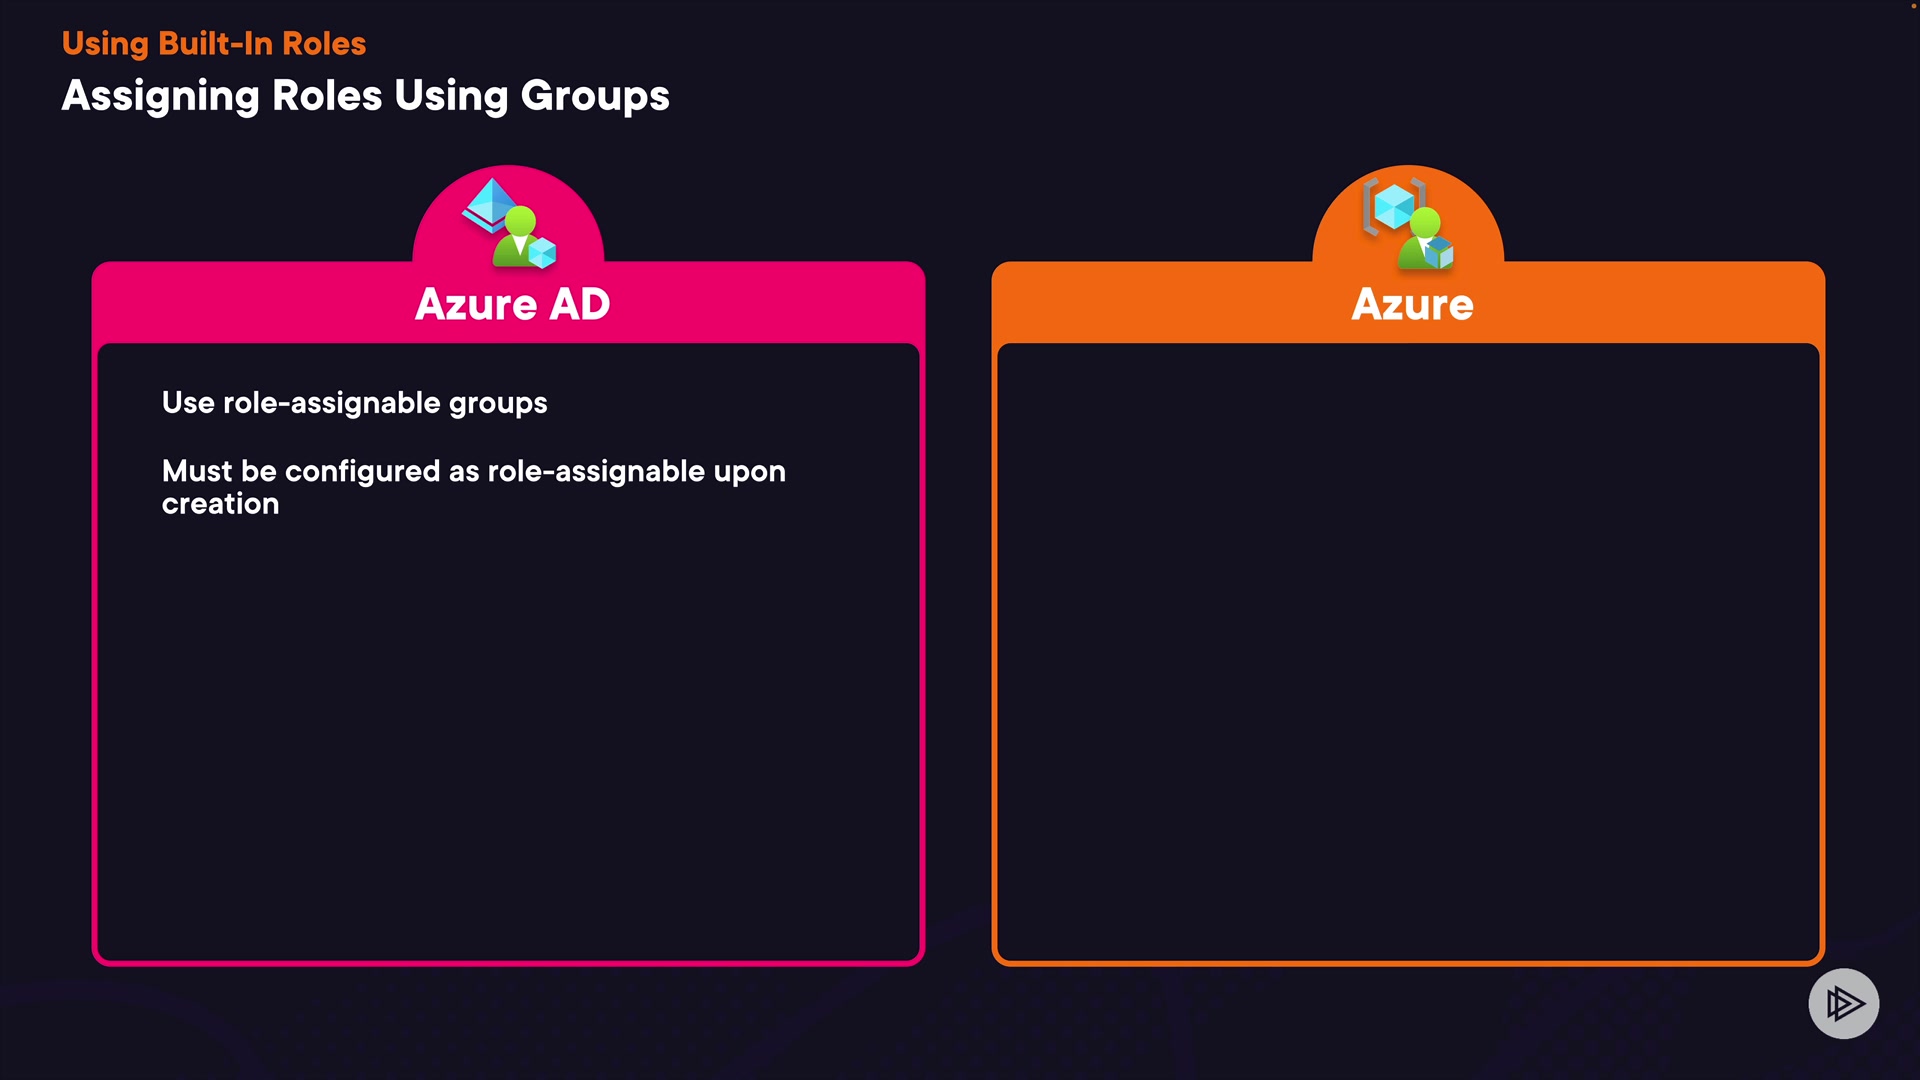 Using Built-In Roles
Assigning Roles Using Groups
Azure AD
Use role-assignable groups
Must be configured as role-assignable upon
creation
Azure